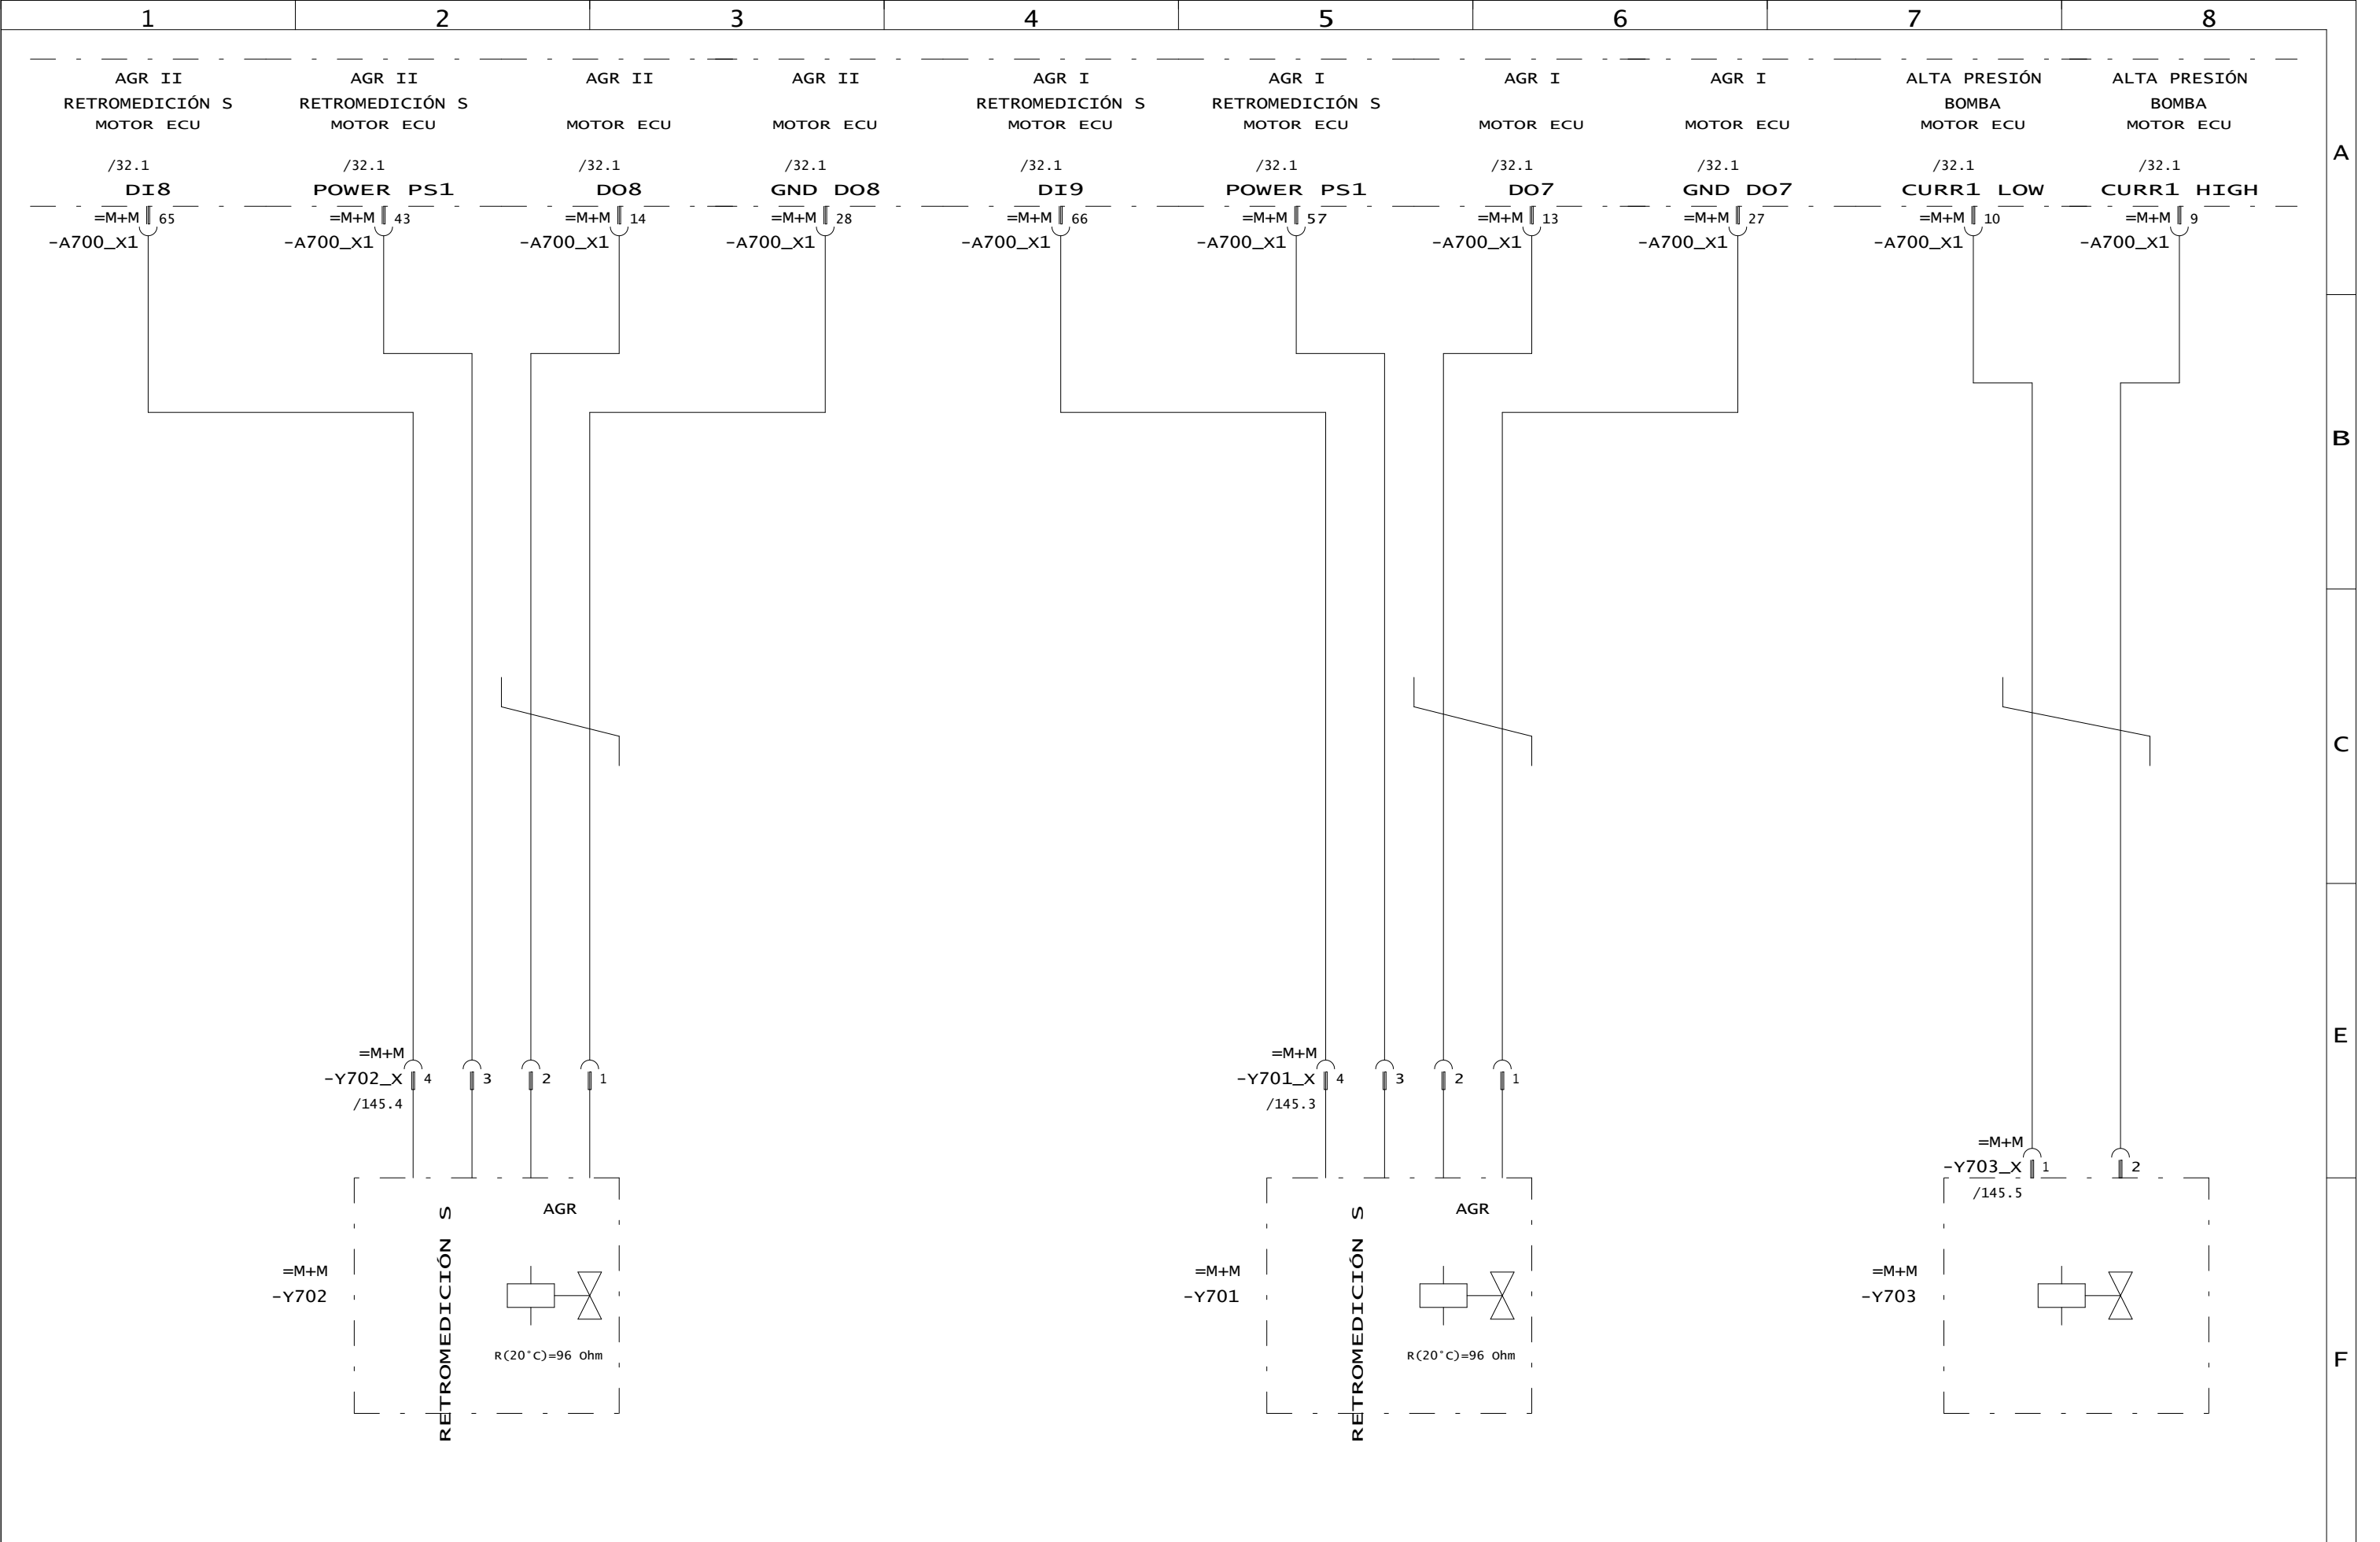 1 2 3 4 5 6 7 8
AGR II AGR II AGR II AGR II AGR I AGR I AGR I AGR I ALTA PRESIÓN ALTA PRESIÓN
RETROMEDICIÓN S RETROMEDICIÓN S RETROMEDICIÓN S RETROMEDICIÓN S BOMBA BOMBA
MOTOR ECU MOTOR ECU MOTOR ECU MOTOR ECU MOTOR ECU MOTOR ECU MOTOR ECU MOTOR ECU MOTOR ECU MOTOR ECU
A
/32.1 /32.1 /32.1 /32.1 /32.1 /32.1 /32.1 /32.1 /32.1 /32.1
DI8 POWER PS1 DO8 GND DO8 DI9 POWER PS1 DO7 GND DO7 CURR1 LOW CURR1 HIGH
=M+M 65 =M+M 43 =M+M 14 =M+M 28 =M+M 66 =M+M 57 =M+M 13 =M+M 27 =M+M 10 =M+M 9
-A700_X1 -A700_X1 -A700_X1 -A700_X1 -A700_X1 -A700_X1 -A700_X1 -A700_X1 -A700_X1 -A700_X1
B
C
E
=M+M =M+M
-Y702_X 4 3 2 1 -Y701_X 4 3 2 1
/145.4 /145.3
=M+M
-Y703_X 1 2
/145.5
RETROMEDICIÓN S
AGR
RETROMEDICIÓN S
AGR
=M+M =M+M =M+M
-Y702 -Y701 -Y703
R(20°C)=96 Ohm R(20°C)=96 Ohm
F